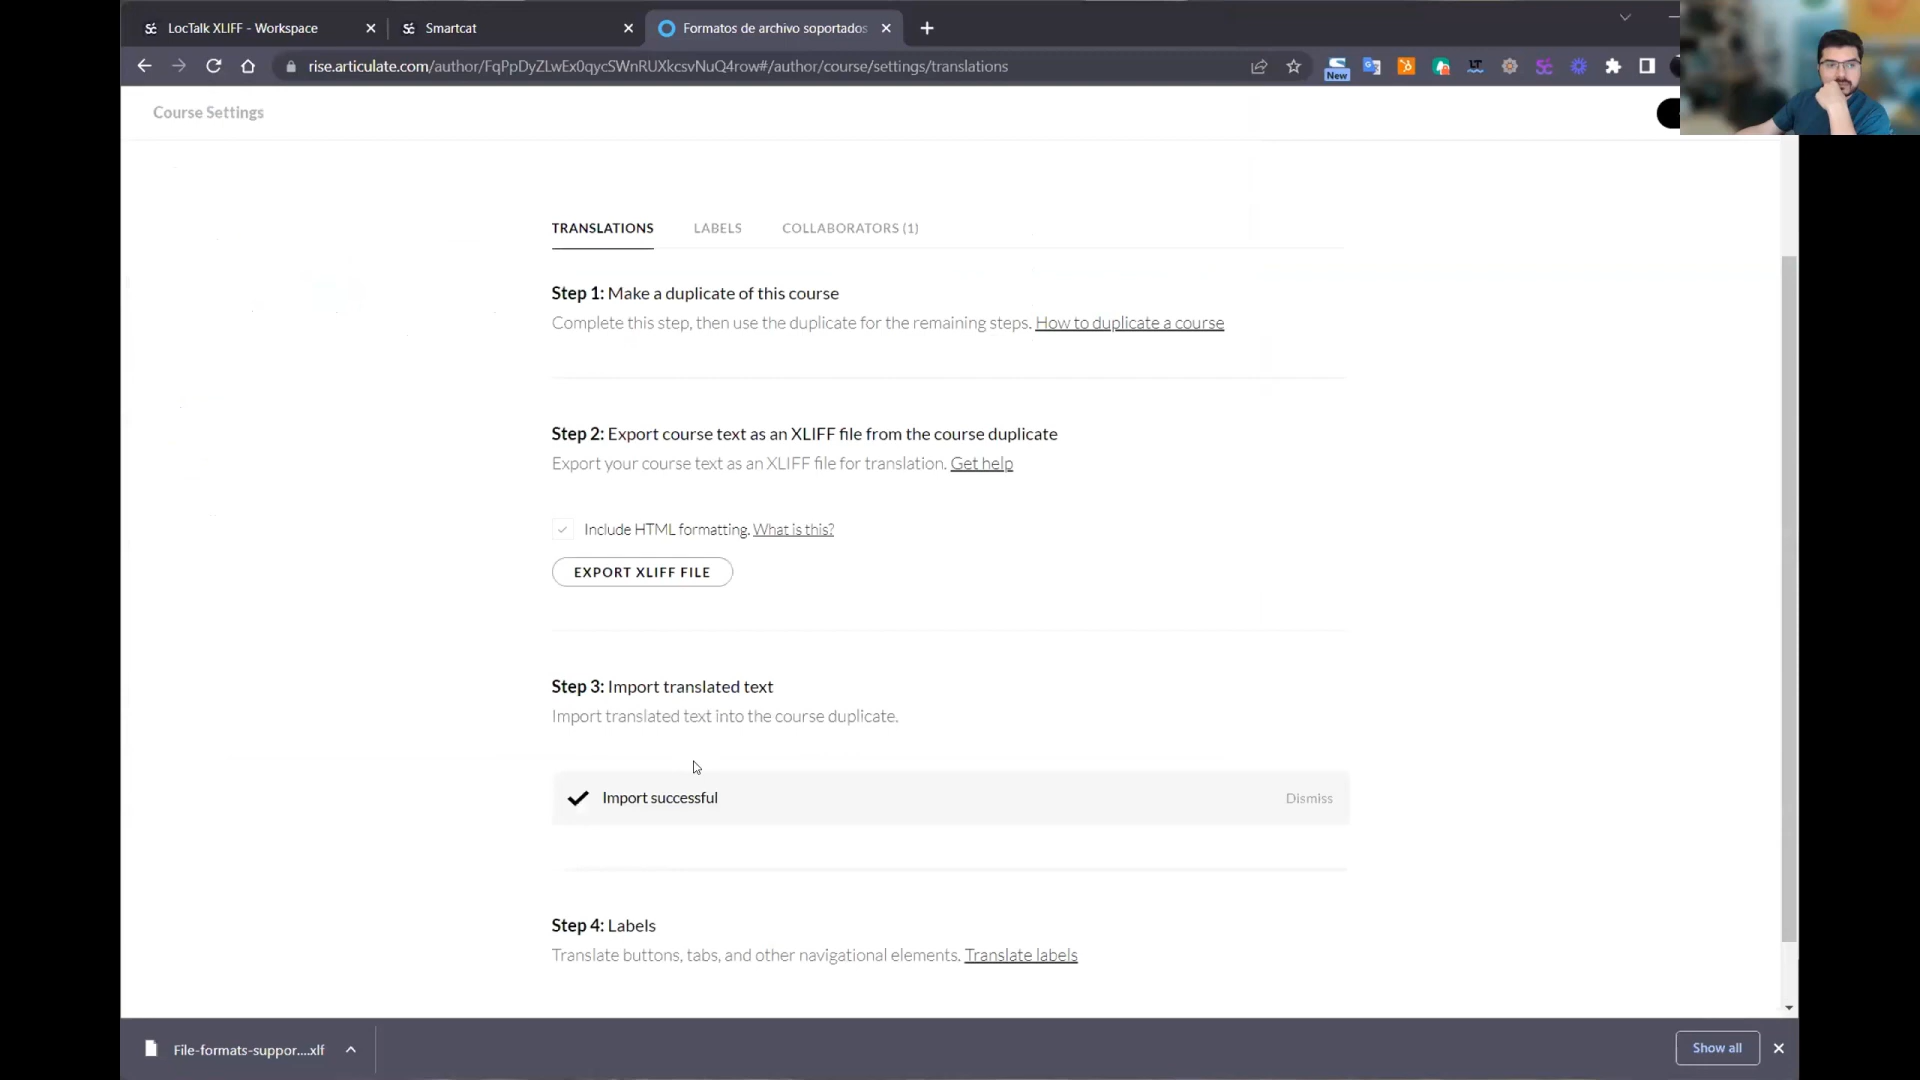 LocTalk XLIFF - Workspace
Smartcat
Formatos de archivo soportados
rise.articulate.com/author/FqPpDyZLwEx0qycSWnRUXkcsvNuQ4row#/author/course/settings/translations
New
LT
Course Settings
TRANSLATIONS
LABELS
COLLABORATORS (1)
Step 1: Make a duplicate of this course
Complete this step, then use the duplicate for the remaining steps. How to duplicate a course
Step 2: Export course text as an XLIFF file from the course duplicate
Export your course text as an XLIFF file for translation. Get help
Include HTML formatting. What is this?
EXPORT XLIFF FILE
Step 3: Import translated text
Import translated text into the course duplicate.
Import successful
Dismiss
Step 4: Labels
Translate buttons, tabs, and other navigational elements. Translate labels
File-formats-suppor....xlf
Show all